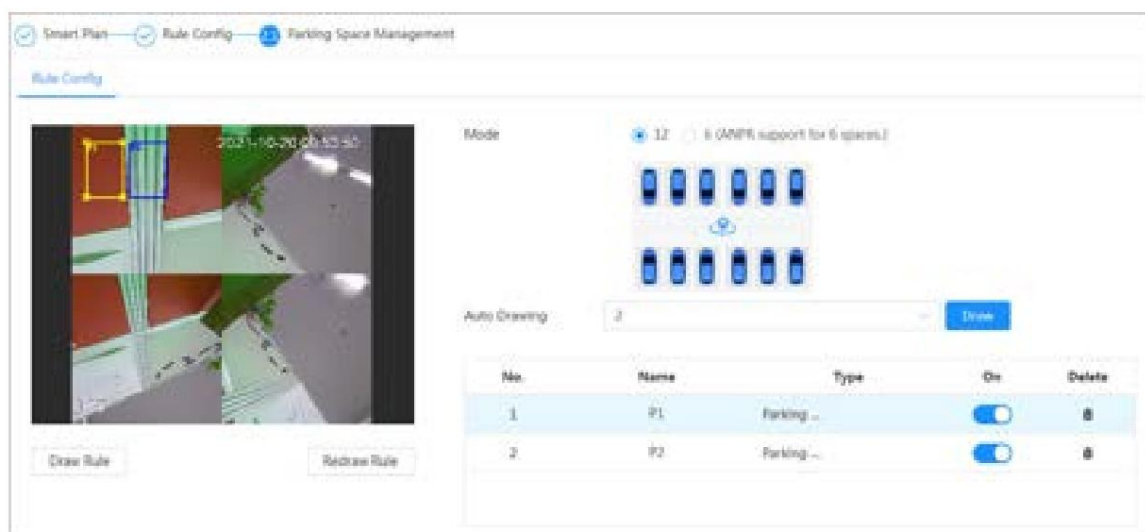 Smart Plan Rule Config Parking Space Management
Rule Config
Mode 12 6 (ANPR support for 6 spaces.)
Auto Drawing 2 Draw
No. Name Type On Delete
1 P1 Parking ...
2 P2 Parking ...
Draw Rule Redraw Rule